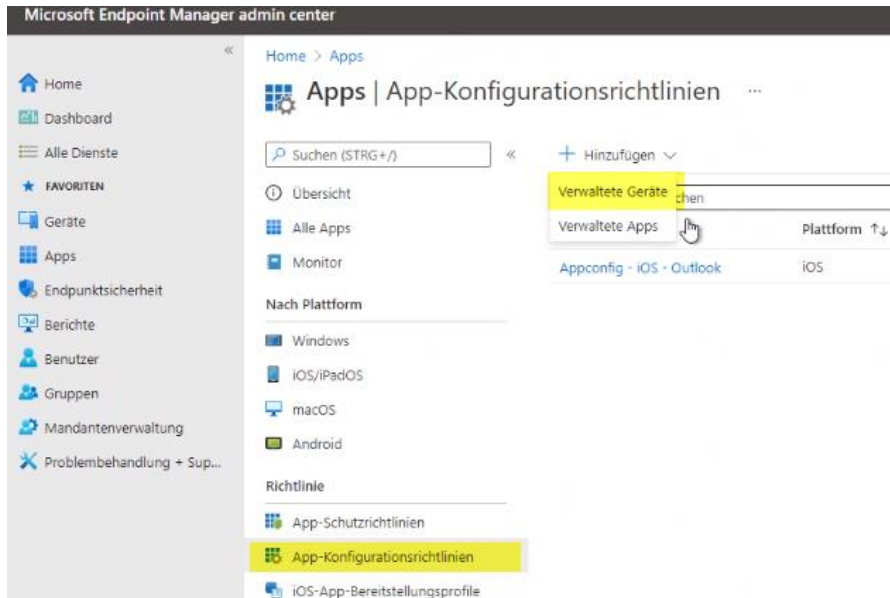 Microsoft Endpoint Manager admin center
«
Home
Dashboard
Alle Dienste
FAVORITEN
Geräte
Apps
Endpunktsicherheit
Berichte
Benutzer
Gruppen
Mandantenverwaltung
Problembehandlung + Sup...
Home > Apps
Apps | App-Konfigurationsrichtlinien ...
Suchen (STRG+/) «
Übersicht
Alle Apps
Monitor
Nach Plattform
Windows
iOS/iPadOS
macOS
Android
Richtlinie
App-Schutzrichtlinien
App-Konfigurationsrichtlinien
iOS-App-Bereitstellungsprofile
+ Hinzufügen
Verwaltete Geräte
Verwaltete Apps
Plattform ↑↓
Appconfig - iOS - Outlook iOS